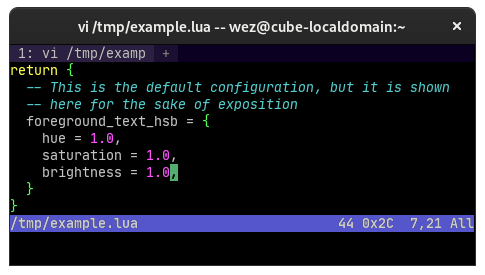 vi /tmp/example.lua -- wez@cube-localdomain:~ ×
1: vi /tmp/examp +
return {
  -- This is the default configuration, but it is shown
  -- here for the sake of exposition
  foreground_text_hsb = {
    hue = 1.0,
    saturation = 1.0,
    brightness = 1.0,
  }
}
/tmp/example.lua 44 0x2C 7,21 All